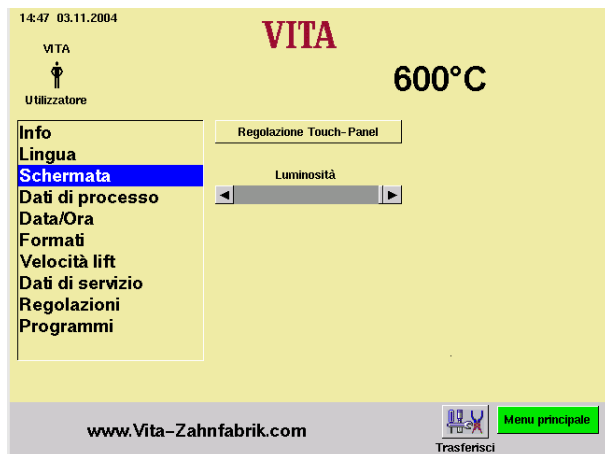 14:47 03.11.2004
VITA
VITA
600°C
Utilizzatore
Info
Lingua
Schermata
Dati di processo
Data/Ora
Formati
Velocità lift
Dati di servizio
Regolazioni
Programmi
Regolazione Touch-Panel
Luminosità
www.Vita-Zahnfabrik.com
Trasferisci
Menu principale